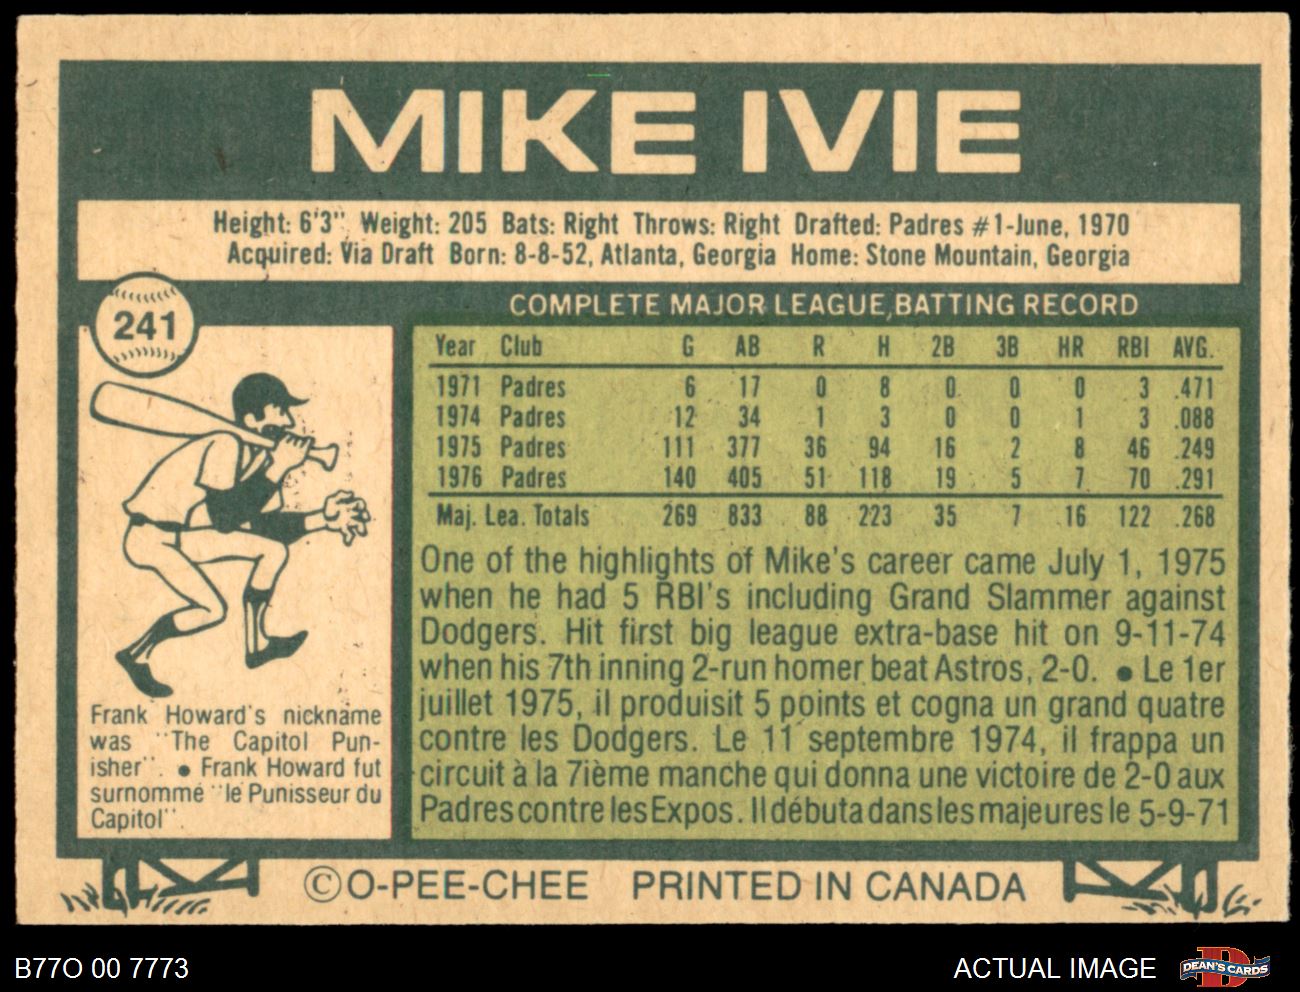 MIKE IVIE
Height: 6'3" Weight: 205 Bats: Right Throws: Right Drafted: Padres #1-June, 1970
Acquired: Via Draft Born: 8-8-52, Atlanta, Georgia Home: Stone Mountain, Georgia
241
COMPLETE MAJOR LEAGUE BATTING RECORD
Year Club G AB R H 2B 3B HR RBI AVG.
1971 Padres 6 17 0 8 0 0 0 3 .471
1974 Padres 12 34 1 3 0 0 1 3 .088
1975 Padres 111 377 36 94 16 2 8 46 .249
1976 Padres 140 405 51 118 19 5 7 70 .291
Maj. Lea. Totals 269 833 88 223 35 7 16 122 .268
One of the highlights of Mike's career came July 1, 1975
when he had 5 RBI's including Grand Slammer against
Dodgers. Hit first big league extra-base hit on 9-11-74
when his 7th inning 2-run homer beat Astros, 2-0. ● Le 1er
juillet 1975, il produisit 5 points et cogna un grand quatre
contre les Dodgers. Le 11 septembre 1974, il frappa un
circuit à la 7ième manche qui donna une victoire de 2-0 aux
Padres contre les Expos. Il débuta dans les majeures le 5-9-71
Frank Howard's nickname
was "The Capitol Pun-
isher". ● Frank Howard fut
surnommé "le Punisseur du
Capitol".
©O-PEE-CHEE PRINTED IN CANADA
B77O 00 7773
ACTUAL IMAGE
D
DEAN'S CARDS